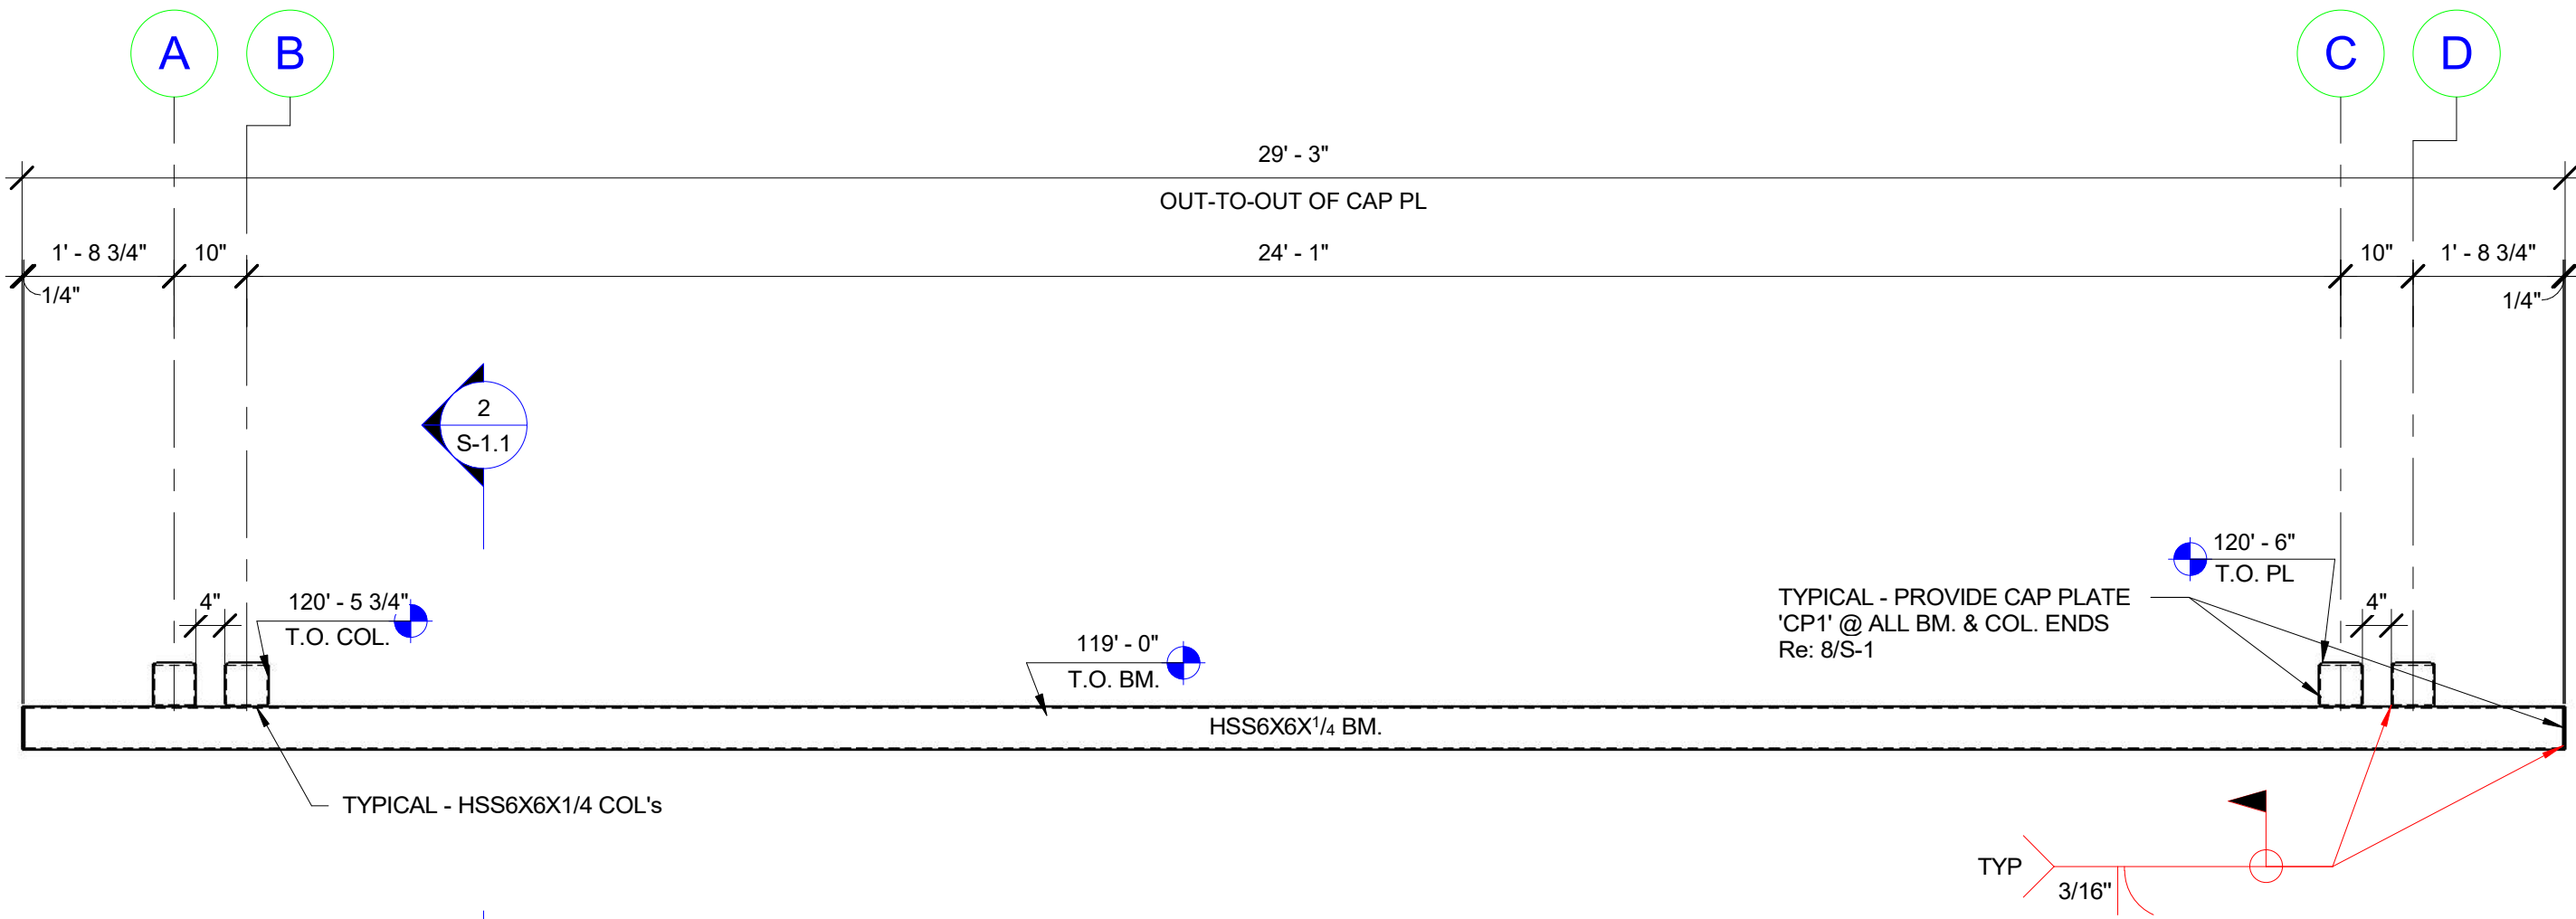 A
B
C
D
29' - 3"
OUT-TO-OUT OF CAP PL
1' - 8 3/4"
10"
24' - 1"
10"
1' - 8 3/4"
1/4"
1/4"
2
S-1.1
120' - 6"
T.O. PL
4"
120' - 5 3/4"
T.O. COL.
TYPICAL - PROVIDE CAP PLATE
'CP1' @ ALL BM. & COL. ENDS
Re: 8/S-1
4"
119' - 0"
T.O. BM.
HSS6X6X1/4 BM.
TYPICAL - HSS6X6X1/4 COL's
TYP
3/16"